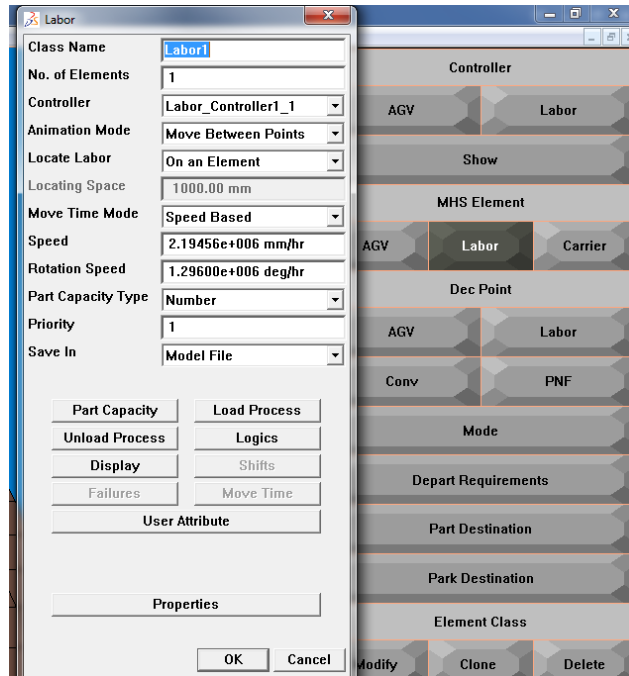 Labor
Class Name Labor1
No. of Elements 1
Controller Labor_Controller1_1
Animation Mode Move Between Points
Locate Labor On an Element
Locating Space 1000.00 mm
Move Time Mode Speed Based
Speed 2.19456e+006 mm/hr
Rotation Speed 1.29600e+006 deg/hr
Part Capacity Type Number
Priority 1
Save In Model File
Part Capacity Load Process
Unload Process Logics
Display Shifts
Failures Move Time
User Attribute
Properties
OK Cancel
Controller
AGV Labor
Show
MHS Element
AGV Labor Carrier
Dec Point
AGV Labor
Conv PNF
Mode
Depart Requirements
Part Destination
Park Destination
Element Class
Modify Clone Delete